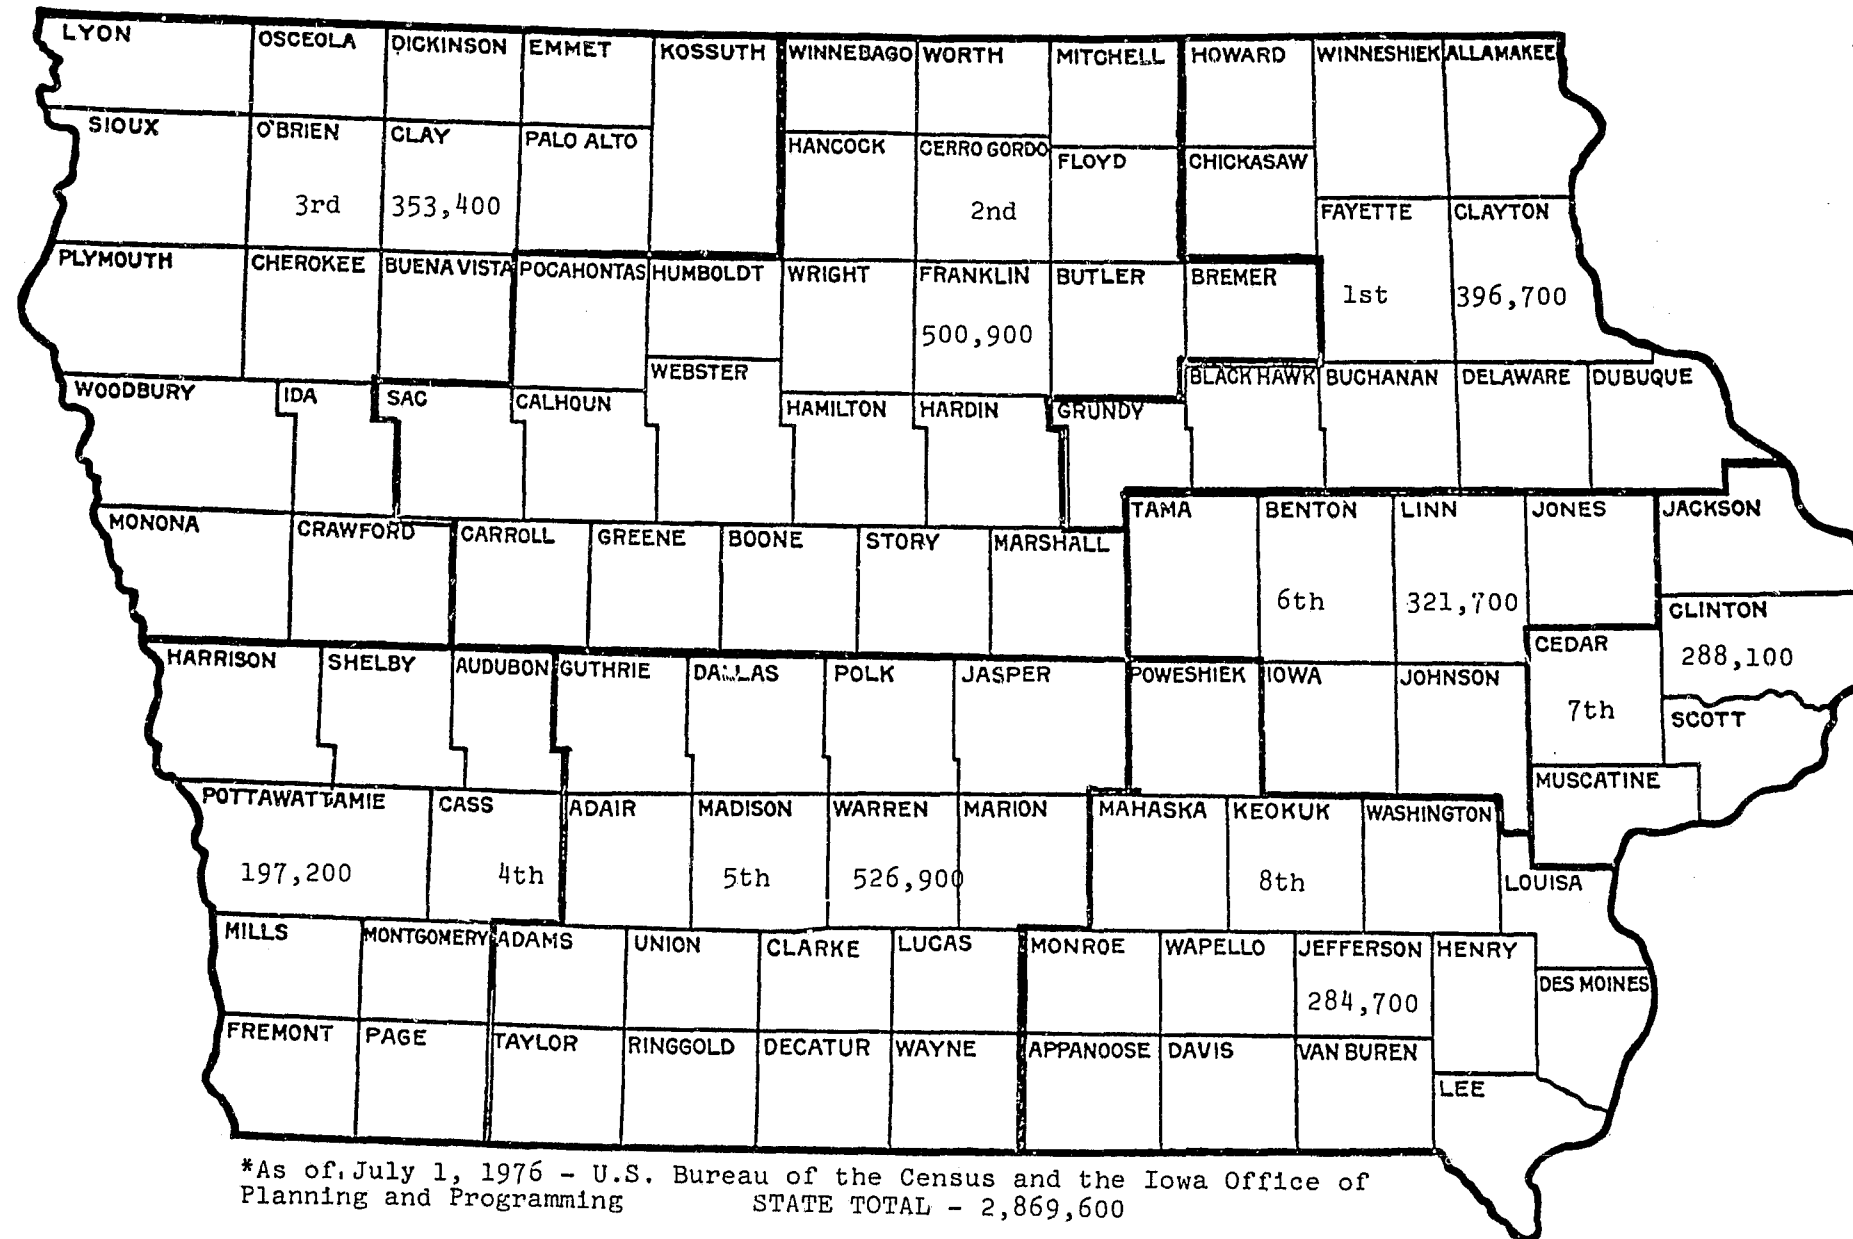 LYON OSCEOLA DICKINSON EMMET KOSSUTH WINNEBAGO WORTH MITCHELL HOWARD WINNESHIEK ALLAMAKEE
SIOUX O'BRIEN CLAY PALO ALTO HANCOCK CERRO GORDO FLOYD CHICKASAW
3rd 353,400 2nd FAYETTE CLAYTON
PLYMOUTH CHEROKEE BUENA VISTA POCAHONTAS HUMBOLDT WRIGHT FRANKLIN BUTLER BREMER
1st 396,700
500,900
WEBSTER BLACK HAWK BUCHANAN DELAWARE DUBUQUE
WOODBURY IDA SAC CALHOUN HAMILTON HARDIN GRUNDY
MONONA CRAWFORD CARROLL GREENE BOONE STORY MARSHALL TAMA BENTON LINN JONES JACKSON
6th 321,700 CLINTON
HARRISON SHELBY AUDUBON GUTHRIE DALLAS POLK JASPER POWESHIEK IOWA JOHNSON CEDAR 288,100
7th SCOTT
POTTAWATTAMIE CASS ADAIR MADISON WARREN MARION MAHASKA KEOKUK WASHINGTON MUSCATINE
197,200 4th 5th 526,900 8th LOUISA
MILLS MONTGOMERY ADAMS UNION CLARKE LUCAS MONROE WAPELLO JEFFERSON HENRY DES MOINES
284,700
FREMONT PAGE TAYLOR RINGGOLD DECATUR WAYNE APPANOOSE DAVIS VAN BUREN LEE
*As of July 1, 1976 - U.S. Bureau of the Census and the Iowa Office of
Planning and Programming STATE TOTAL - 2,869,600